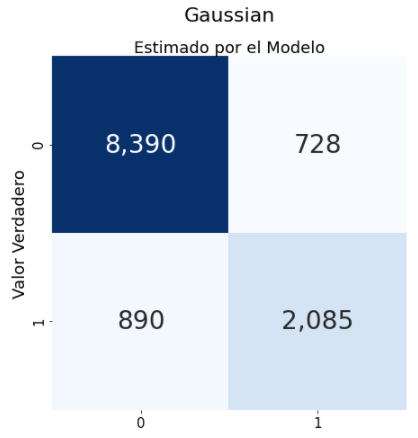 Gaussian
Estimado por el Modelo
Valor Verdadero
0
8,390
728
1
890
2,085
0
1